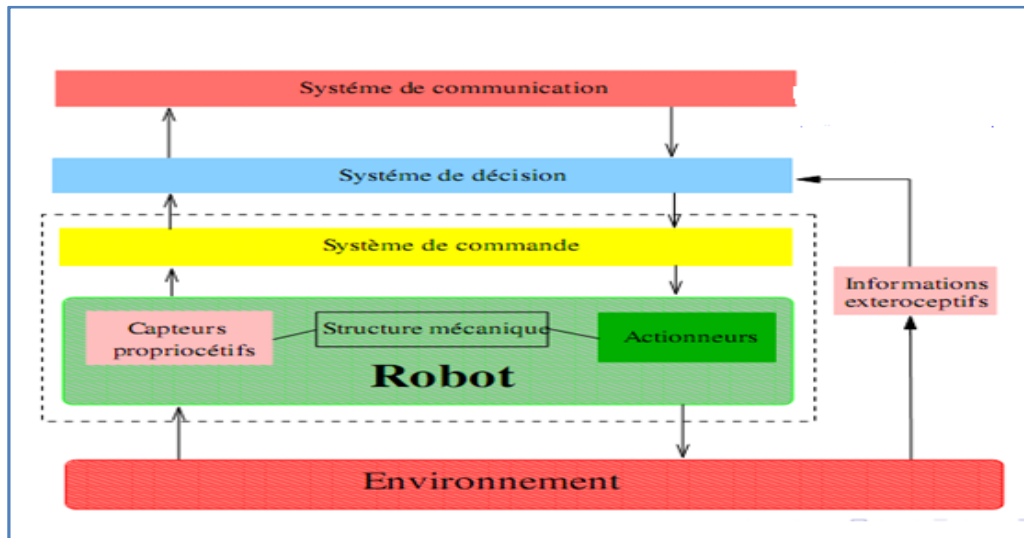 Systéme de communication
Systéme de décision
Système de commande
Informations
exteroceptifs
Capteurs
propriocétifs
Structure mécanique
Actionneurs
Robot
Environnement